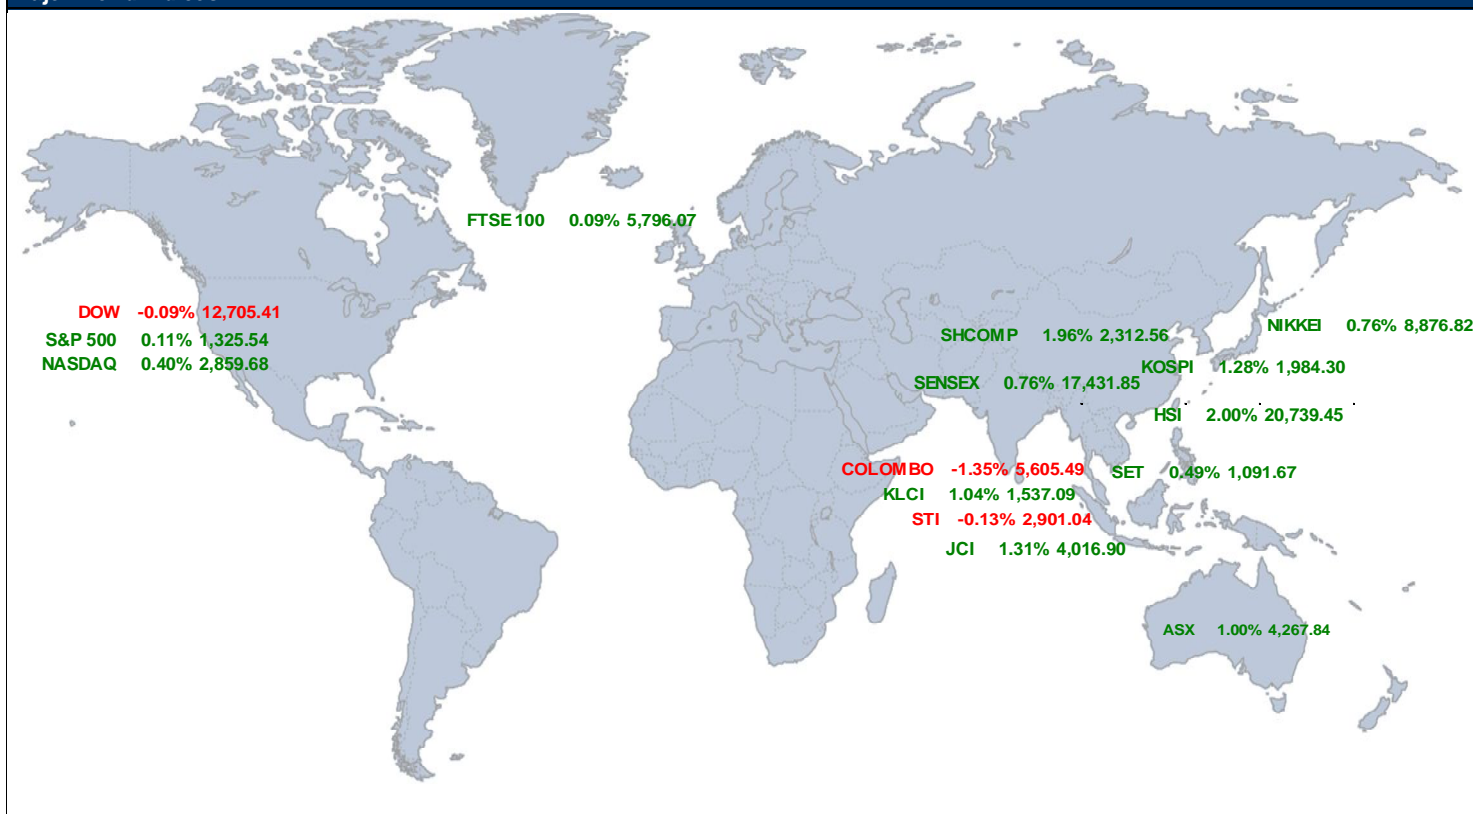 FTSE 100 0.09% 5,796.07
DOW -0.09% 12,705.41
S&P 500 0.11% 1,325.54
NASDAQ 0.40% 2,859.68
NIKKEI 0.76% 8,876.82
SHCOMP 1.96% 2,312.56
KOSPI 1.28% 1,984.30
SENSEX 0.76% 17,431.85
HSI 2.00% 20,739.45
COLOMBO -1.35% 5,605.49
SET 0.49% 1,091.67
KLCI 1.04% 1,537.09
STI -0.13% 2,901.04
JCI 1.31% 4,016.90
ASX 1.00% 4,267.84